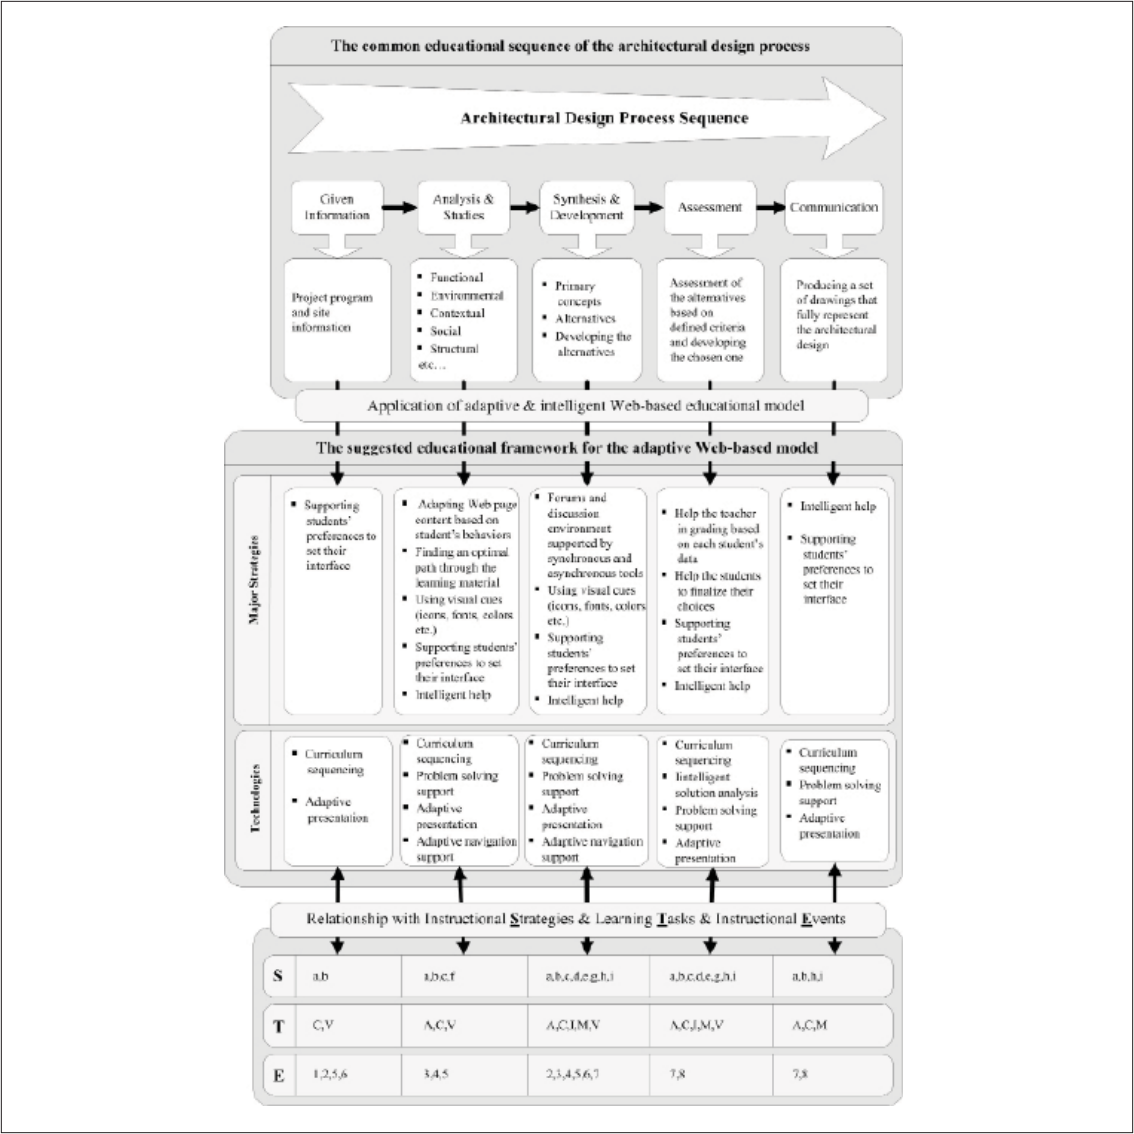 The common educational sequence of the architectural design process
Architectural Design Process Sequence
Given
Information
Analysis &
Studies
Synthesis &
Development
Assessment
Communication
Project program
and site
information
▪ Functional
▪ Environmental
▪ Contextual
▪ Social
▪ Structural
etc…
▪ Primary
concepts
▪ Alternatives
▪ Developing the
alternatives
Assessment of
the alternatives
based on
defined criteria
and developing
the chosen one
Producing a set
of drawings that
fully represent
the architectural
design
Application of adaptive & intelligent Web-based educational model
The suggested educational framework for the adaptive Web-based model
Major Strategies
▪ Supporting
students'
preferences to
set their
interface
▪ Adapting Web page
content based on
student's behaviors
▪ Finding an optimal
path through the
learning material
▪ Using visual cues
(icons, fonts, colors
etc.)
▪ Supporting students'
preferences to set
their interface
▪ Intelligent help
▪ Forums and
discussion
environment
supported by
synchronous and
asynchronous tools
▪ Using visual cues
(icons, fonts, colors
etc.)
▪ Supporting
students'
preferences to set
their interface
▪ Intelligent help
▪ Help the teacher
in grading based
on each student's
data
▪ Help the students
to finalize their
choices
▪ Supporting
students'
preferences to
set their interface
▪ Intelligent help
▪ Intelligent help
▪ Supporting
students'
preferences to
set their
interface
Technologies
▪ Curriculum
sequencing
▪ Adaptive
presentation
▪ Curriculum
sequencing
▪ Problem solving
support
▪ Adaptive
presentation
▪ Adaptive navigation
support
▪ Curriculum
sequencing
▪ Problem solving
support
▪ Adaptive
presentation
▪ Adaptive navigation
support
▪ Curriculum
sequencing
▪ Iintelligent
solution analysis
▪ Problem solving
support
▪ Adaptive
presentation
▪ Curriculum
sequencing
▪ Problem solving
support
▪ Adaptive
presentation
Relationship with Instructional Strategies & Learning Tasks & Instructional Events
S a,b a,b,c,f a,b,c,d,e,g,h,i a,b,c,d,e,g,h,i a,b,h,i
T C,V A,C,V A,C,I,M,V A,C,I,M,V A,C,M
E 1,2,5,6 3,4,5 2,3,4,5,6,7 7,8 7,8